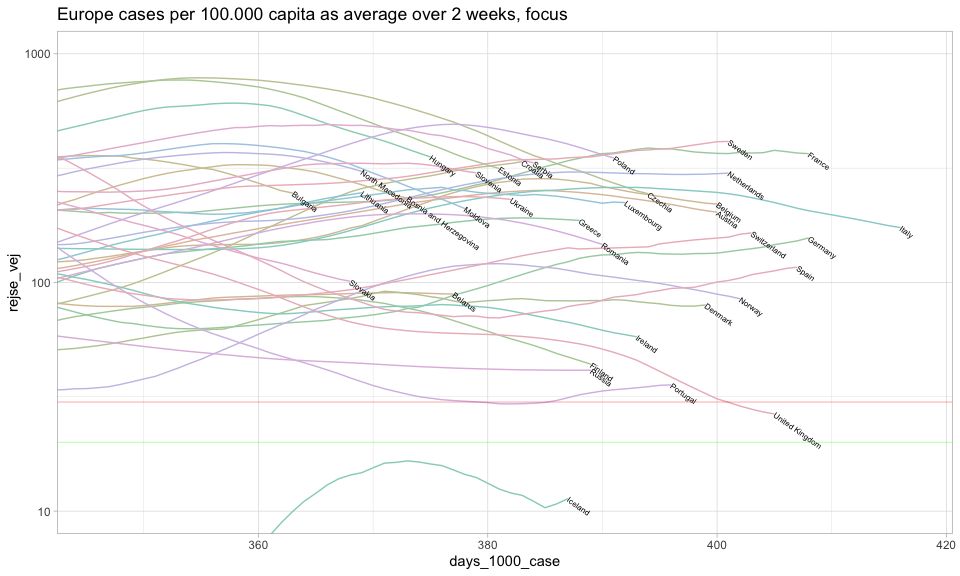 Europe cases per 100.000 capita as average over 2 weeks, focus
1000
100
10
rejse_vej
360
380
400
420
days_1000_case
Hungary
Slovenia
Estonia
Croatia
Serbia
Poland
Sweden
France
North Macedonia
Lithuania
Bulgaria
Bosnia and Herzegovina
Moldova
Ukraine
Czechia
Netherlands
Luxembourg
Belgium
Austria
Italy
Greece
Romania
Switzerland
Germany
Slovakia
Belarus
Spain
Norway
Denmark
Ireland
Finland
Russia
Portugal
United Kingdom
Iceland